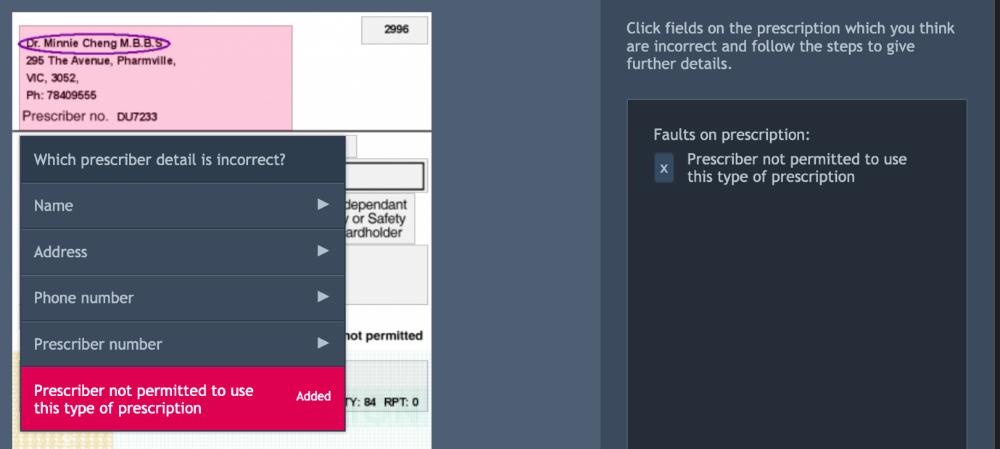 2996
Dr. Minnie Cheng M.B.B.S
295 The Avenue, Pharmville,
VIC, 3052,
Ph: 78409555
Prescriber no. DU7233
Which prescriber detail is incorrect?
Name ▶
Address ▶
Phone number ▶
Prescriber number ▶
Prescriber not permitted to use
this type of prescription
Added
dependant
y or Safety
ardholder
not permitted
TY: 84 RPT: 0
Click fields on the prescription which you think
are incorrect and follow the steps to give
further details.
Faults on prescription:
x Prescriber not permitted to use
this type of prescription